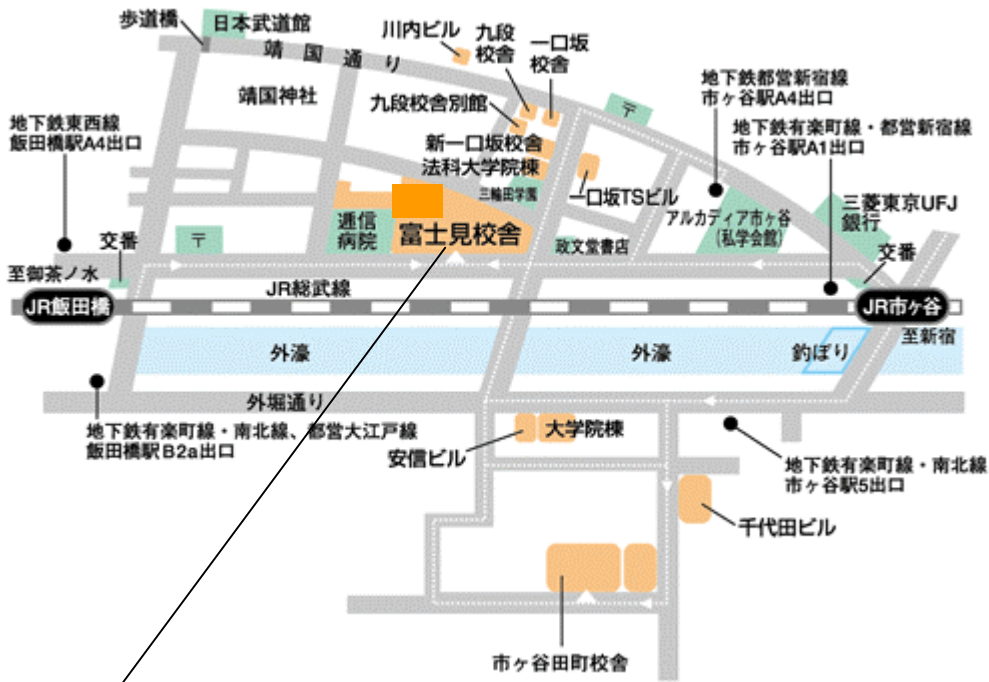 歩道橋
日本武道館
靖国通り
川内ビル
九段
校舎
一口坂
校舎
靖国神社
九段校舎別館
地下鉄都営新宿線
市ヶ谷駅A4出口
地下鉄東西線
飯田橋駅A4出口
〒
地下鉄有楽町線・都営新宿線
市ヶ谷駅A1出口
新一口坂校舎
法科大学院棟
三輪田学園
一口坂TSビル
アルカディア市ヶ谷
(私学会館)
三菱東京UFJ
銀行
逓信
病院
富士見校舎
政文堂書店
交番
〒
交番
至御茶ノ水
JR飯田橋
JR総武線
JR市ヶ谷
至新宿
外濠
外濠
釣ぼり
外堀通り
地下鉄有楽町線・南北線、都営大江戸線
飯田橋駅B2a出口
安信ビル
大学院棟
地下鉄有楽町線・南北線
市ヶ谷駅5出口
千代田ビル
市ヶ谷田町校舎